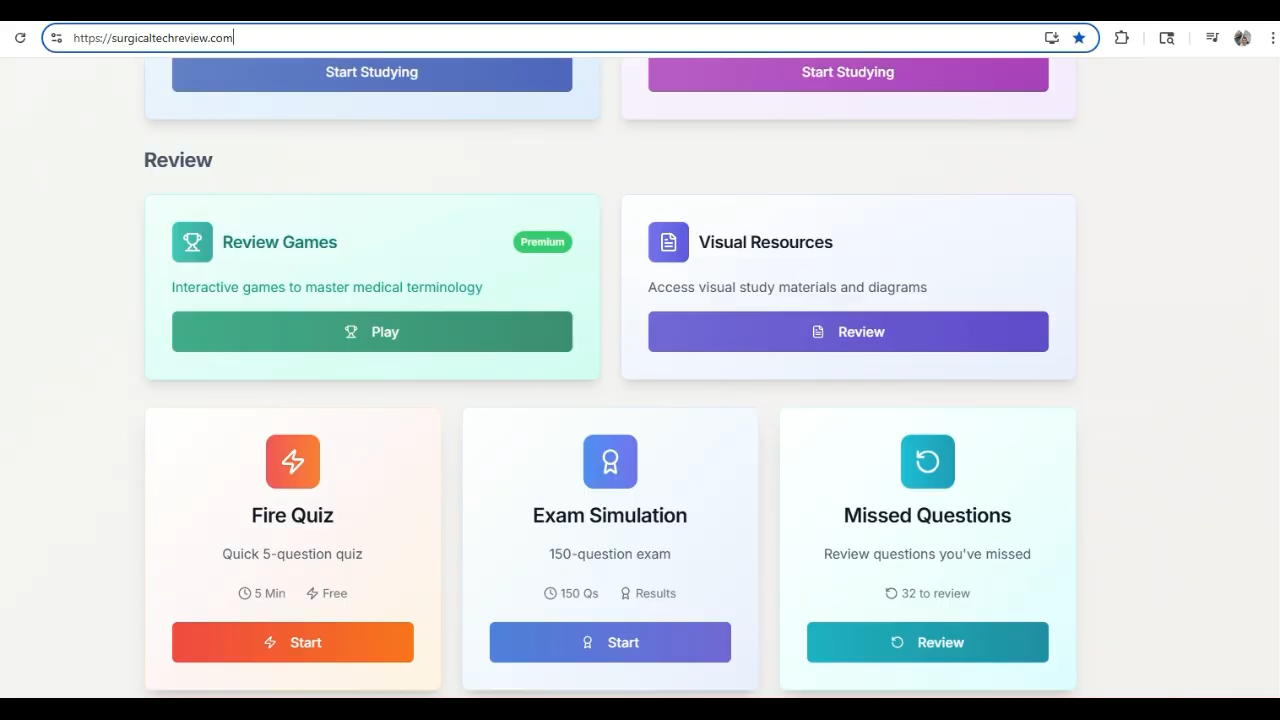 https://surgicaltechreview.com
Start Studying
Start Studying
Review
Review Games
Premium
Visual Resources
Interactive games to master medical terminology
Access visual study materials and diagrams
Play
Review
Fire Quiz
Exam Simulation
Missed Questions
Quick 5-question quiz
150-question exam
Review questions you've missed
5 Min
Free
150 Qs
Results
32 to review
Start
Start
Review